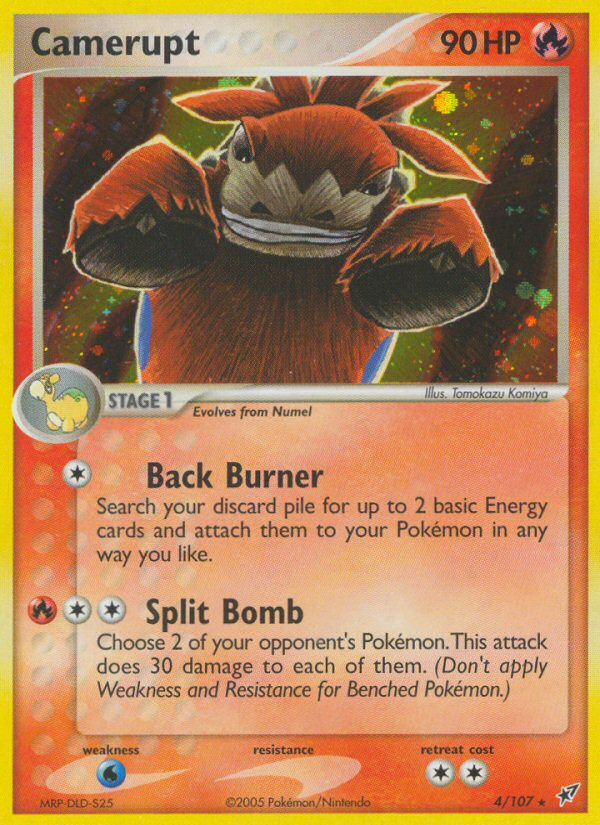 Camerupt 90 HP
Illus. Tomokazu Komiya
STAGE 1
Evolves from Numel
Back Burner
Search your discard pile for up to 2 basic Energy
cards and attach them to your Pokémon in any
way you like.
Split Bomb
Choose 2 of your opponent's Pokémon. This attack
does 30 damage to each of them. (Don't apply
Weakness and Resistance for Benched Pokémon.)
weakness resistance retreat cost
MRP-DLD-S25 ©2005 Pokémon/Nintendo 4/107 ★